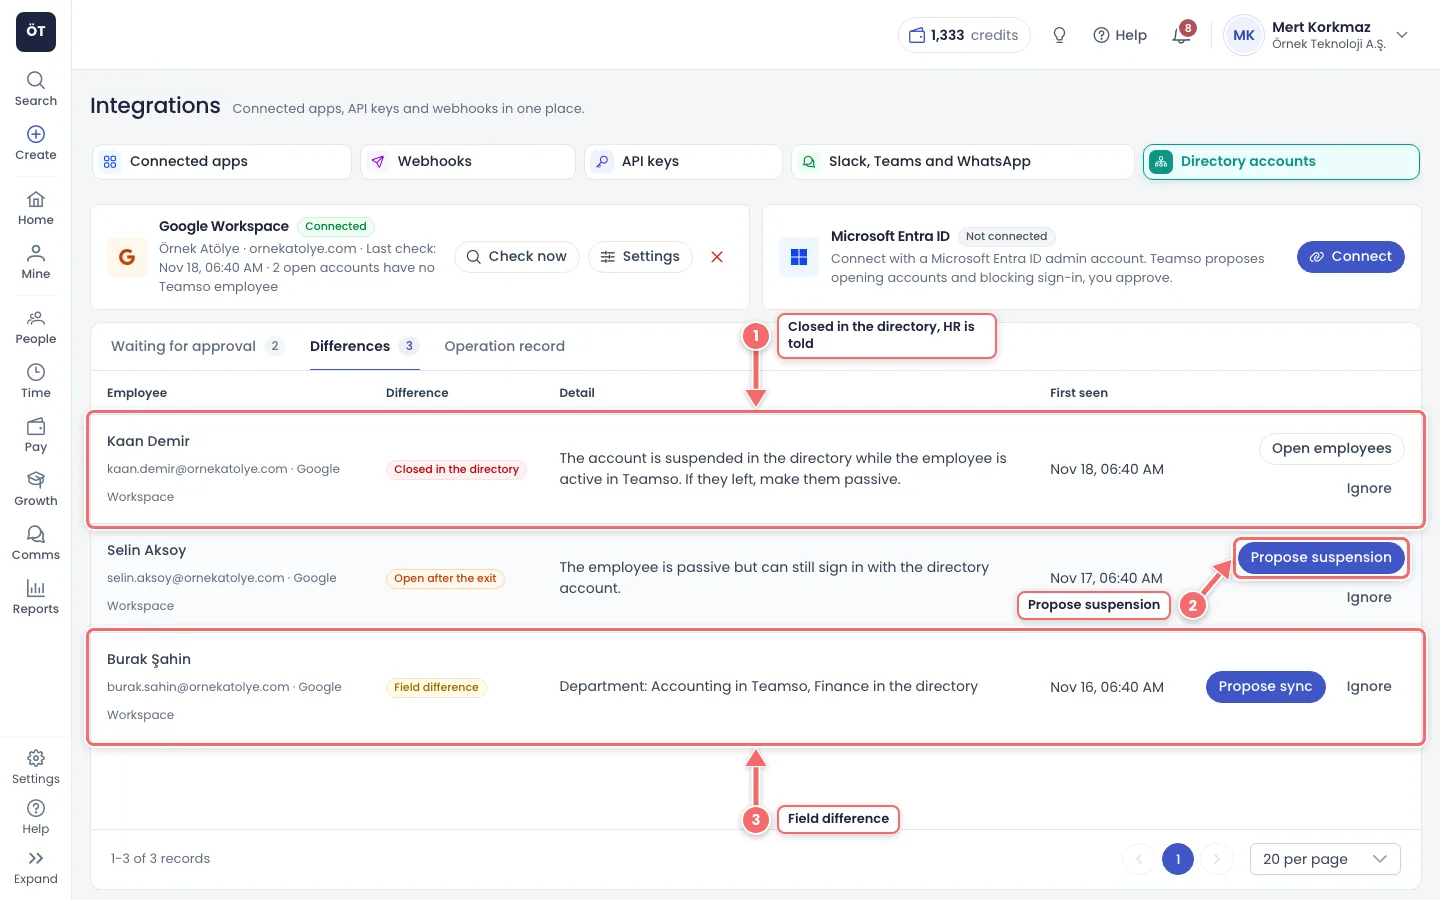 ÖT
Search
Create
Home
Mine
People
Time
Pay
Growth
Comms
Reports
Settings
Help
Expand
1,333 credits
Help
8
MK
Mert Korkmaz
Örnek Teknoloji A.Ş.
Integrations
Connected apps, API keys and webhooks in one place.
Connected apps
Webhooks
API keys
Slack, Teams and WhatsApp
Directory accounts
G
Google Workspace Connected
Örnek Atölye · ornekatolye.com · Last check:
Nov 18, 06:40 AM · 2 open accounts have no
Teamso employee
Check now
Settings
Microsoft Entra ID Not connected
Connect with a Microsoft Entra ID admin account. Teamso proposes
opening accounts and blocking sign-in, you approve.
Connect
Waiting for approval 2
Differences 3
Operation record
1
Closed in the directory, HR is
told
Employee Difference Detail First seen
Kaan Demir
kaan.demir@ornekatolye.com · Google
Workspace
Closed in the directory
The account is suspended in the directory while the employee is
active in Teamso. If they left, make them passive.
Nov 18, 06:40 AM
Open employees
Ignore
Selin Aksoy
selin.aksoy@ornekatolye.com · Google
Workspace
Open after the exit
The employee is passive but can still sign in with the directory
account.
Nov 17, 06:40 AM
Propose suspension
Ignore
Propose suspension
2
Burak Şahin
burak.sahin@ornekatolye.com · Google
Workspace
Field difference
Department: Accounting in Teamso, Finance in the directory
Nov 16, 06:40 AM
Propose sync
Ignore
3
Field difference
1-3 of 3 records
1
20 per page